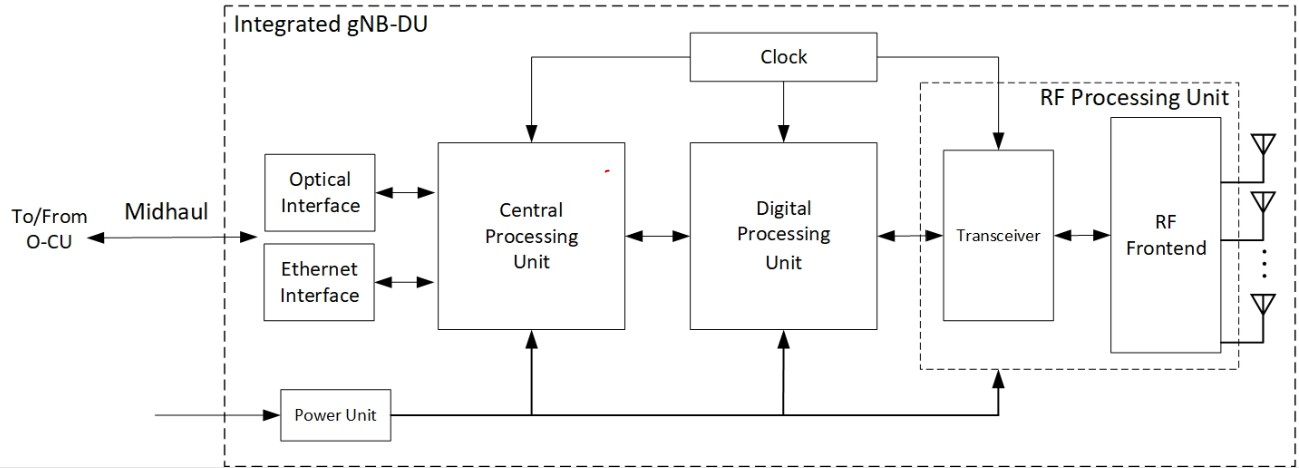 Integrated gNB-DU
Clock
RF Processing Unit
Optical
Interface
Central
Processing
Unit
Digital
Processing
Unit
Transceiver
RF
Frontend
To/From
O-CU
Midhaul
Ethernet
Interface
Power Unit